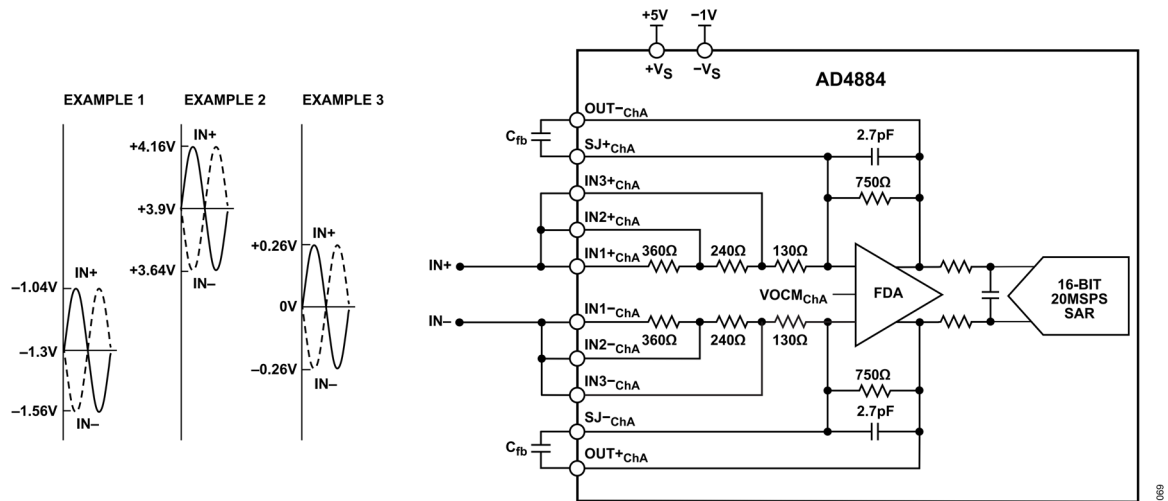 EXAMPLE 1
EXAMPLE 2
EXAMPLE 3
IN+
–1.04V
–1.3V
–1.56V
IN–
IN+
+4.16V
+3.9V
+3.64V
IN–
IN+
+0.26V
0V
–0.26V
IN–
+5V
−1V
+VS
−VS
AD4884
OUT−ChA
Cfb
SJ+ChA
2.7pF
750Ω
IN3+ChA
IN2+ChA
IN+
IN1+ChA
360Ω
240Ω
130Ω
VOCMChA
FDA
16-BIT
20MSPS
SAR
IN–
IN1−ChA
360Ω
240Ω
130Ω
IN2−ChA
IN3−ChA
750Ω
2.7pF
SJ−ChA
Cfb
OUT+ChA
069